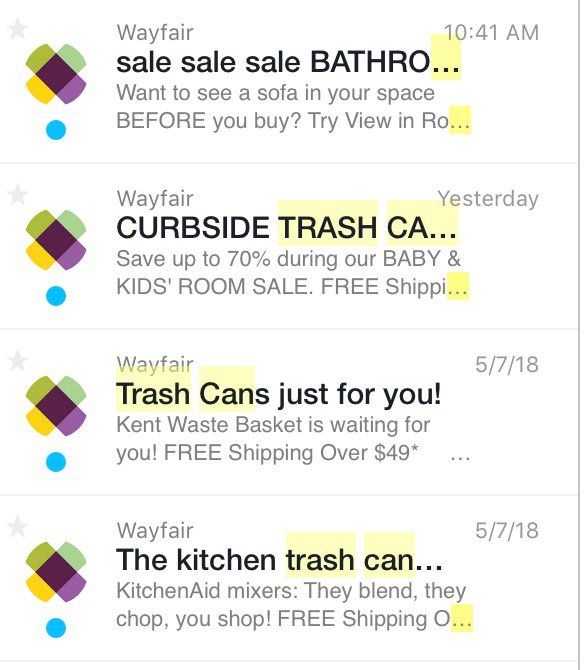 Wayfair
10:41 AM
sale sale sale BATHRO...
Want to see a sofa in your space
BEFORE you buy? Try View in Ro...
Wayfair
Yesterday
CURBSIDE TRASH CA...
Save up to 70% during our BABY &
KIDS' ROOM SALE. FREE Shippi...
Wayfair
5/7/18
Trash Cans just for you!
Kent Waste Basket is waiting for
you! FREE Shipping Over $49* ...
Wayfair
5/7/18
The kitchen trash can...
KitchenAid mixers: They blend, they
chop, you shop! FREE Shipping O...